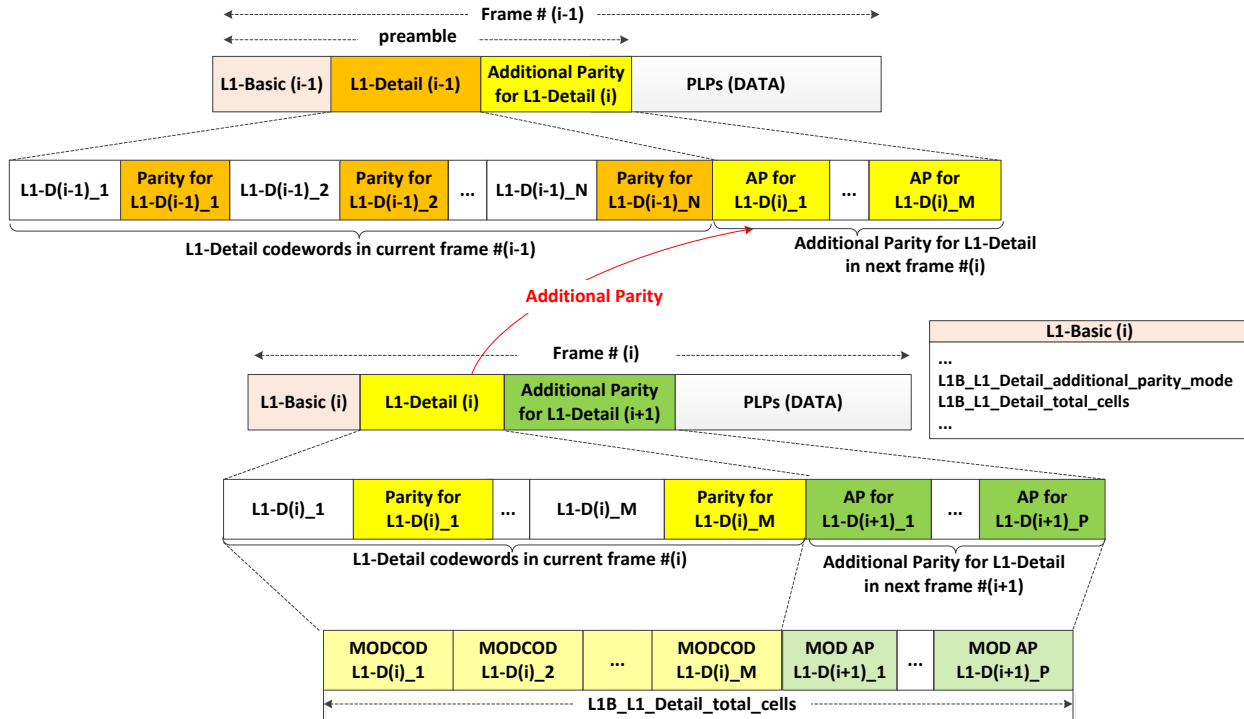 Frame # (i-1)
preamble
L1-Basic (i-1)
L1-Detail (i-1)
Additional Parity
for L1-Detail (i)
PLPs (DATA)
L1-D(i-1)_1
Parity for
L1-D(i-1)_1
L1-D(i-1)_2
Parity for
L1-D(i-1)_2
...
L1-D(i-1)_N
Parity for
L1-D(i-1)_N
AP for
L1-D(i)_1
...
AP for
L1-D(i)_M
L1-Detail codewords in current frame #(i-1)
Additional Parity for L1-Detail
in next frame #(i)
Additional Parity
Frame # (i)
L1-Basic (i)
L1-Detail (i)
Additional Parity
for L1-Detail (i+1)
PLPs (DATA)
L1-Basic (i)
...
L1B_L1_Detail_additional_parity_mode
L1B_L1_Detail_total_cells
...
L1-D(i)_1
Parity for
L1-D(i)_1
...
L1-D(i)_M
Parity for
L1-D(i)_M
AP for
L1-D(i+1)_1
...
AP for
L1-D(i+1)_P
L1-Detail codewords in current frame #(i)
Additional Parity for L1-Detail
in next frame #(i+1)
MODCOD
L1-D(i)_1
MODCOD
L1-D(i)_2
...
MODCOD
L1-D(i)_M
MOD AP
L1-D(i+1)_1
...
MOD AP
L1-D(i+1)_P
L1B_L1_Detail_total_cells